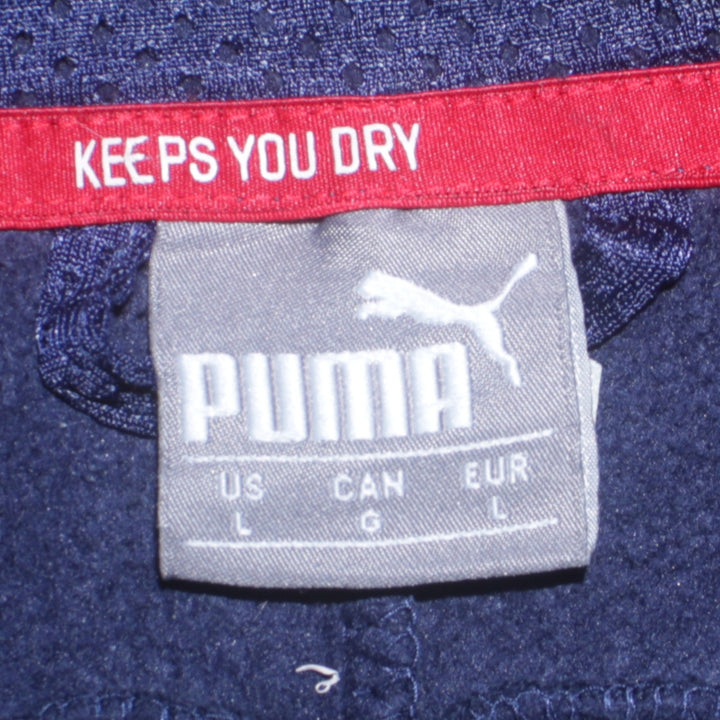 KEEPS YOU DRY
PUMA
US CAN EUR
L G L